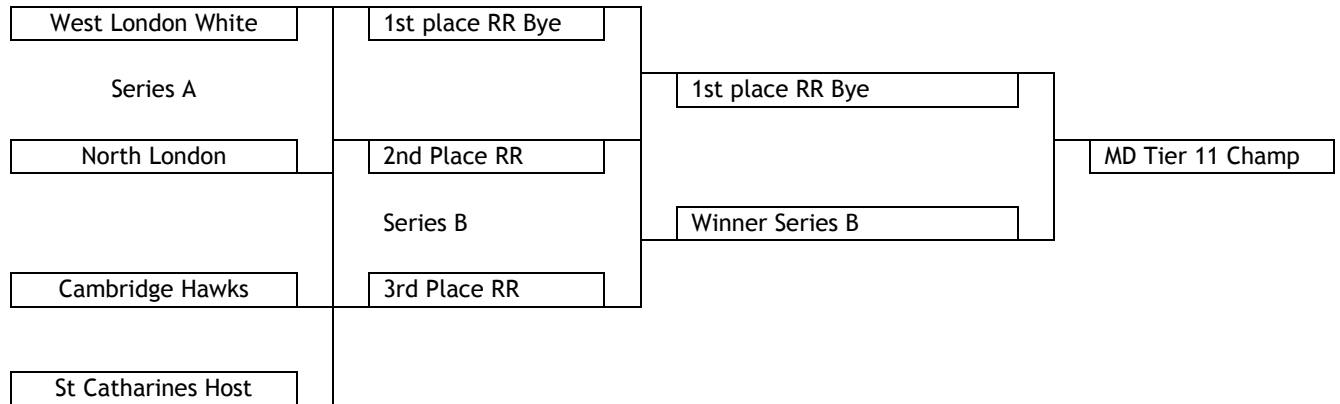 West London White
1st place RR Bye
Series A
1st place RR Bye
North London
2nd Place RR
MD Tier 11 Champ
Series B
Winner Series B
Cambridge Hawks
3rd Place RR
St Catharines Host